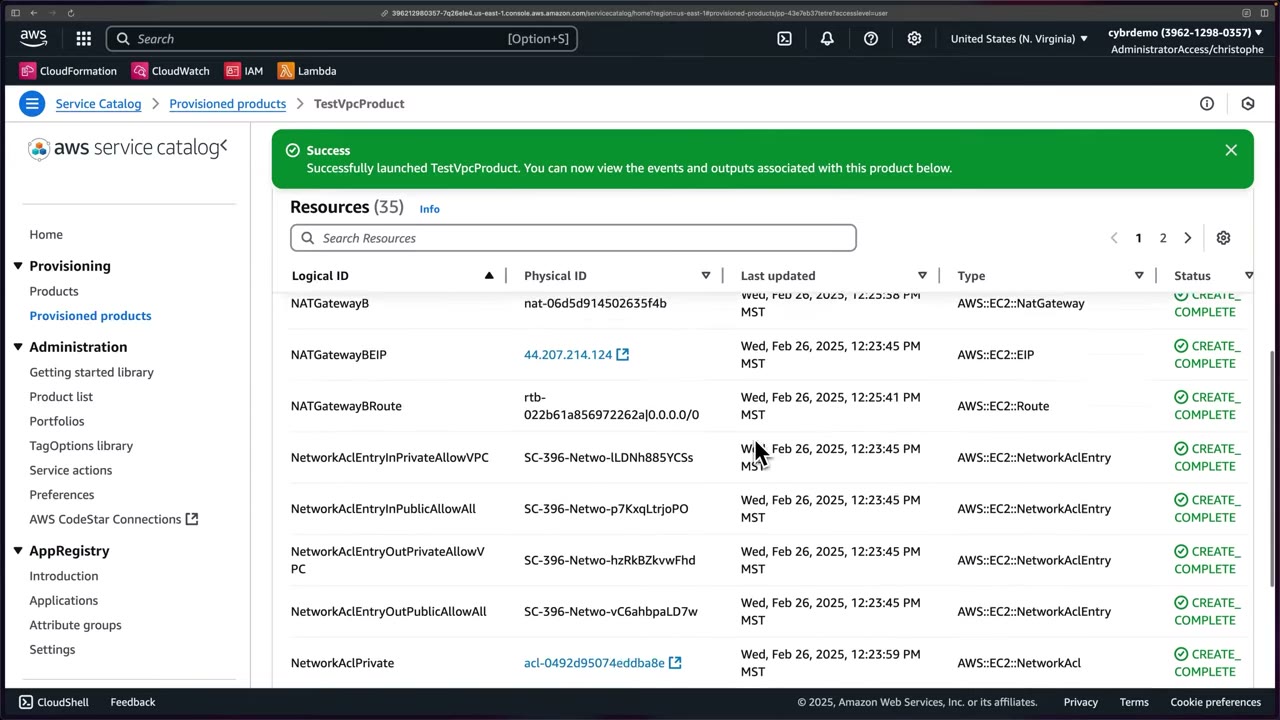 396212980357-7q26ele4.us-east-1.console.aws.amazon.com/servicecatalog/home?region=us-east-1#provisioned-products/pp-43e7eb37tetre?accesslevel=user
aws
Search
[Option+S]
United States (N. Virginia)
cybrdemo (3962-1298-0357)
AdministratorAccess/christophe
CloudFormation
CloudWatch
IAM
Lambda
Service Catalog
Provisioned products
TestVpcProduct
aws service catalog
Home
Provisioning
Products
Provisioned products
Administration
Getting started library
Product list
Portfolios
TagOptions library
Service actions
Preferences
AWS CodeStar Connections
AppRegistry
Introduction
Applications
Attribute groups
Settings
Success
Successfully launched TestVpcProduct. You can now view the events and outputs associated with this product below.
Resources (35) Info
Search Resources
1 2
Logical ID Physical ID Last updated Type Status
NATGatewayB nat-06d5d914502635f4b Wed, Feb 26, 2025, 12:25:38 PM AWS::EC2::NatGateway CREATE_
MST COMPLETE
NATGatewayBEIP 44.207.214.124 Wed, Feb 26, 2025, 12:23:45 PM AWS::EC2::EIP CREATE_
MST COMPLETE
NATGatewayBRoute rtb- Wed, Feb 26, 2025, 12:25:41 PM AWS::EC2::Route CREATE_
022b61a856972262a|0.0.0.0/0 MST COMPLETE
NetworkAclEntryInPrivateAllowVPC SC-396-Netwo-lLDNh885YCSs Wed, Feb 26, 2025, 12:23:45 PM AWS::EC2::NetworkAclEntry CREATE_
MST COMPLETE
NetworkAclEntryInPublicAllowAll SC-396-Netwo-p7KxqLtrjoPO Wed, Feb 26, 2025, 12:23:45 PM AWS::EC2::NetworkAclEntry CREATE_
MST COMPLETE
NetworkAclEntryOutPrivateAllowV SC-396-Netwo-hzRkBZkvwFhd Wed, Feb 26, 2025, 12:23:45 PM AWS::EC2::NetworkAclEntry CREATE_
PC MST COMPLETE
NetworkAclEntryOutPublicAllowAll SC-396-Netwo-vC6ahbpaLD7w Wed, Feb 26, 2025, 12:23:45 PM AWS::EC2::NetworkAclEntry CREATE_
MST COMPLETE
NetworkAclPrivate acl-0492d95074eddba8e Wed, Feb 26, 2025, 12:23:59 PM AWS::EC2::NetworkAcl CREATE_
MST COMPLETE
CloudShell
Feedback
© 2025, Amazon Web Services, Inc. or its affiliates.
Privacy
Terms
Cookie preferences